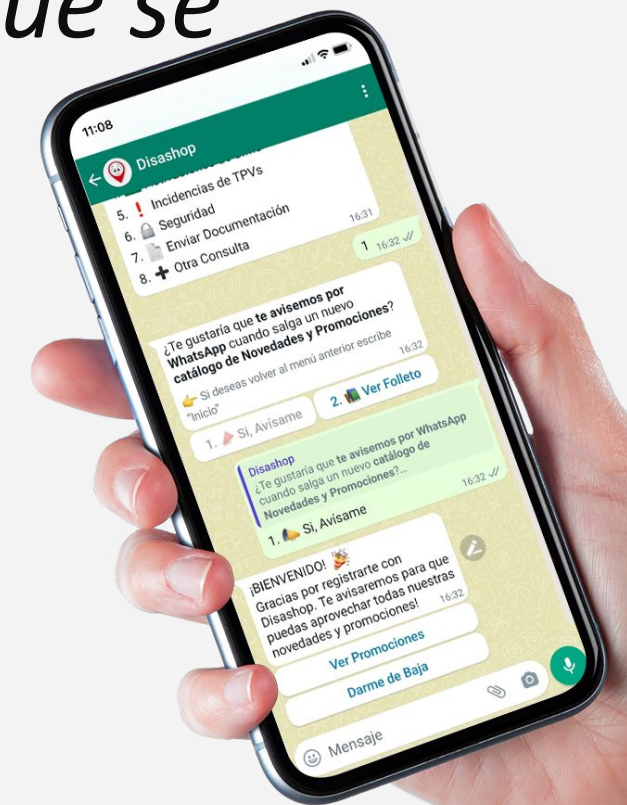 ue se
11:08
Disashop
5. ❗ Incidencias de TPVs
6. 🔒 Seguridad
7. 📄 Enviar Documentación
8. ➕ Otra Consulta
16:31
1 16:32
¿Te gustaría que te avisemos por
WhatsApp cuando salga un nuevo
catálogo de Novedades y Promociones?
👉 Si deseas volver al menú anterior escribe
"Inicio"
16:32
1. 📣 Si, Avísame
2. Ver Folleto
Disashop
¿Te gustaría que te avisemos por WhatsApp
cuando salga un nuevo catálogo de
Novedades y Promociones?...
1. 📣 Si, Avísame
16:32
¡BIENVENIDO! 🎉
Gracias por registrarte con
Disashop. Te avisaremos para que
puedas aprovechar todas nuestras
novedades y promociones!
16:32
Ver Promociones
Darme de Baja
Mensaje